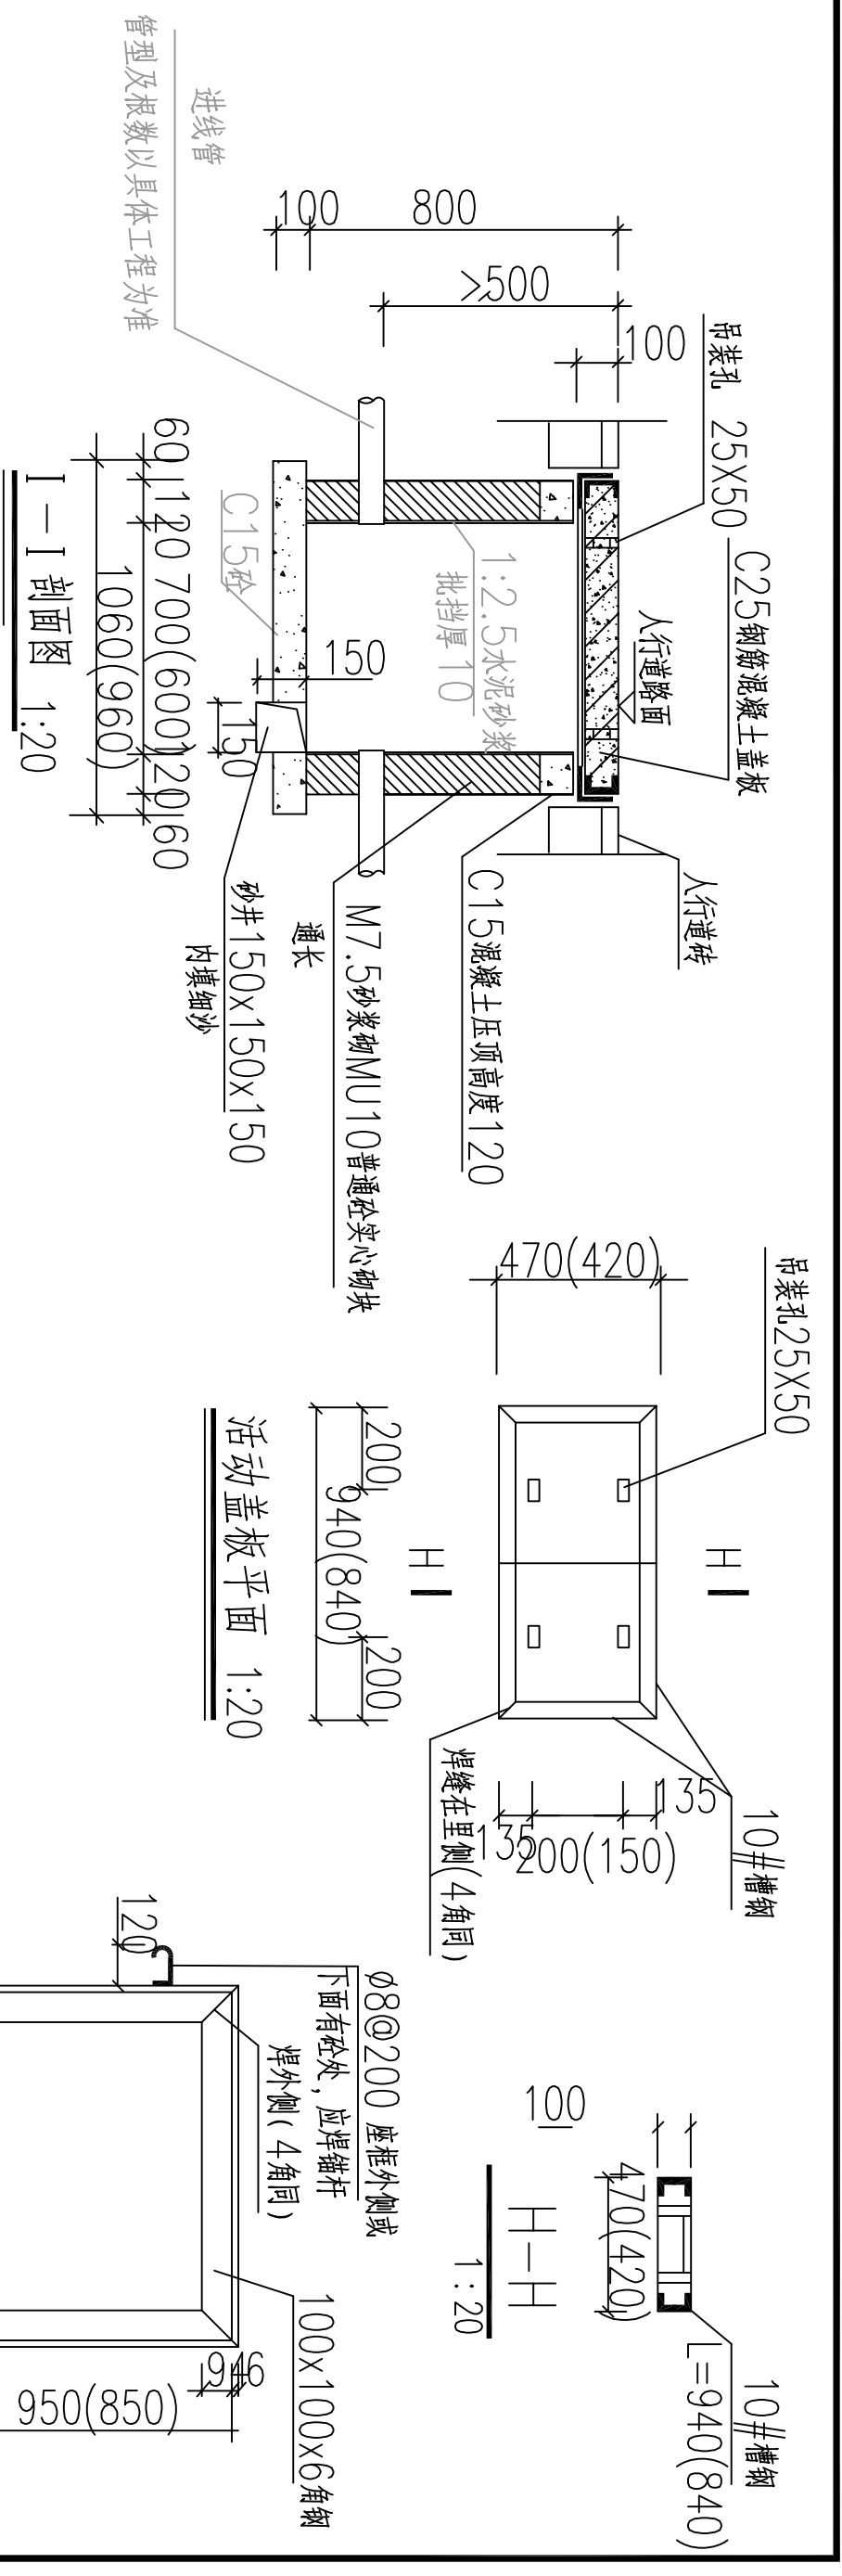 进线管
管型及根数以具体工程为准
100
800
>500
100
吊装孔 25X50
C25钢筋混凝土盖板
人行道路面
人行道砖
1:2.5水泥砂浆
批挡厚10
C15砼
150
150
60
120
700(600)
120
60
1060(960)
I—I 剖面图 1:20
C15混凝土压顶高度120
M7.5砂浆砌MU10普通砼实心砌块
通长
砂井150x150x150
内填细沙
吊装孔25X50
470(420)
H
H
200
940(840)
200
135
200(150)
135
10#槽钢
焊缝在里侧(4角同)
活动盖板平面 1:20
100
470(420)
10#槽钢
L=940(840)
H—H
1:20
120
Ø8@200 座框外侧或
下面有砼处，应焊锚杆
焊外侧(4角同)
100x100x6角钢
94
6
950(850)